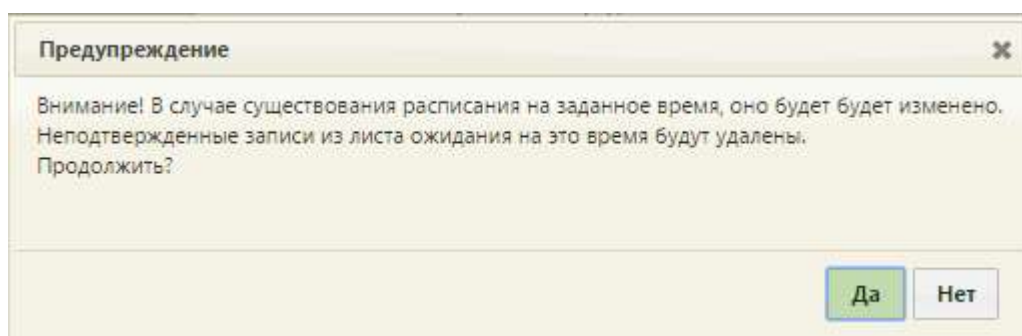 Предупреждение
Внимание! В случае существования расписания на заданное время, оно будет будет изменено.
Неподтвержденные записи из листа ожидания на это время будут удалены.
Продолжить?
Да Нет